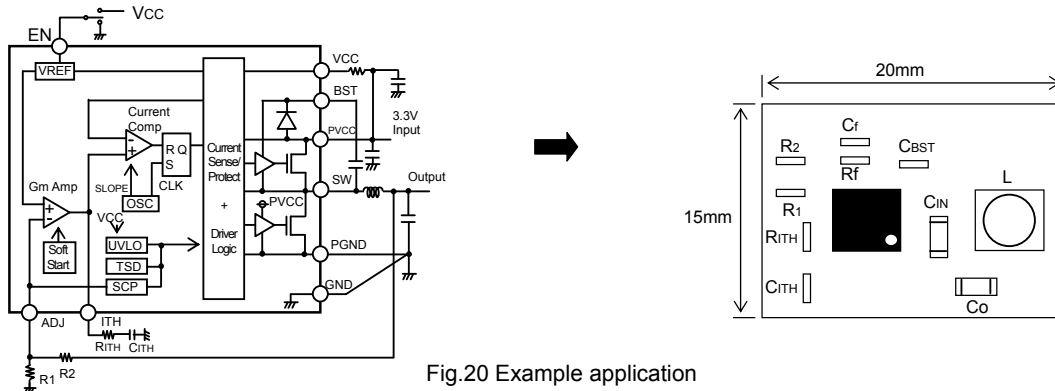 VCC
EN
VREF
VCC
BST
Current
Comp
3.3V
Input
PVCC
R Q
S
Current
Sense/
Protect
+
Driver
Logic
CLK
Gm Amp
SLOPE
OSC
SW
Output
VCC
PVCC
UVLO
Soft
Start
TSD
SCP
PGND
GND
ADJ
ITH
RITH
CITH
R1
R2
20mm
15mm
Cf
R2
CBST
Rf
R1
CIN
L
RITH
CITH
Co
Fig.20 Example application